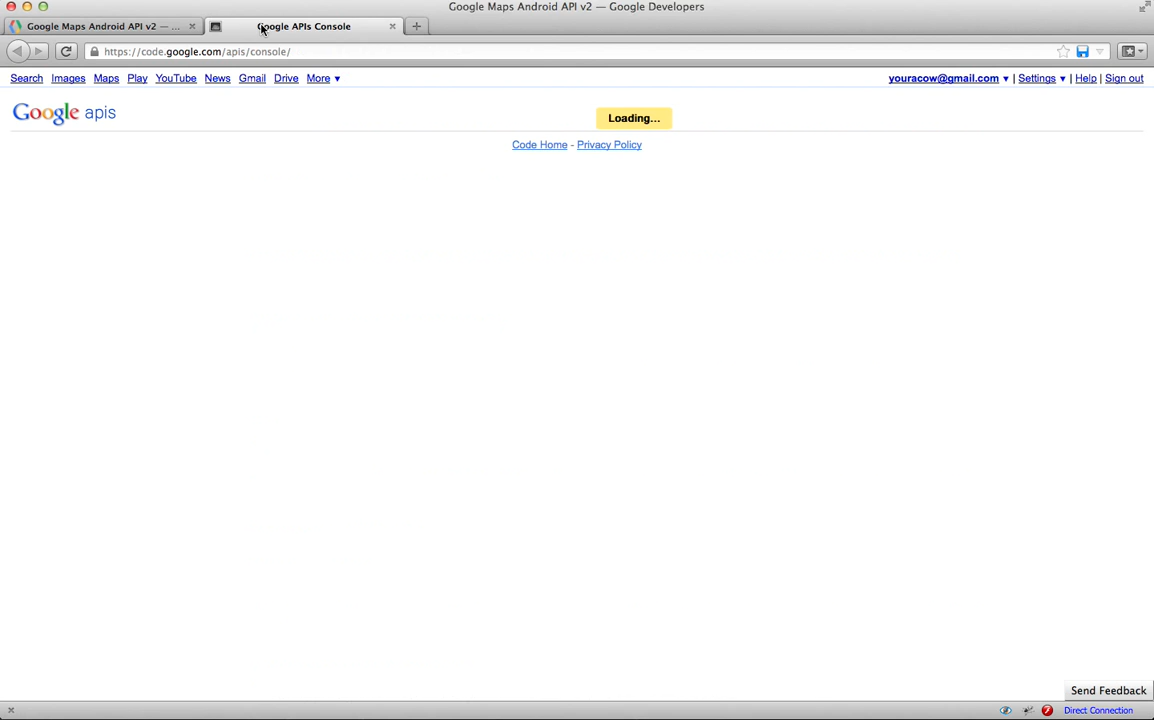 Google Maps Android API v2 — Google Developers
Google Maps Android API v2 — ...
Google APIs Console
https://code.google.com/apis/console/
Search Images Maps Play YouTube News Gmail Drive More ▼
youracow@gmail.com ▼ | Settings ▼ | Help | Sign out
Google apis
Loading...
Code Home - Privacy Policy
Send Feedback
Direct Connection